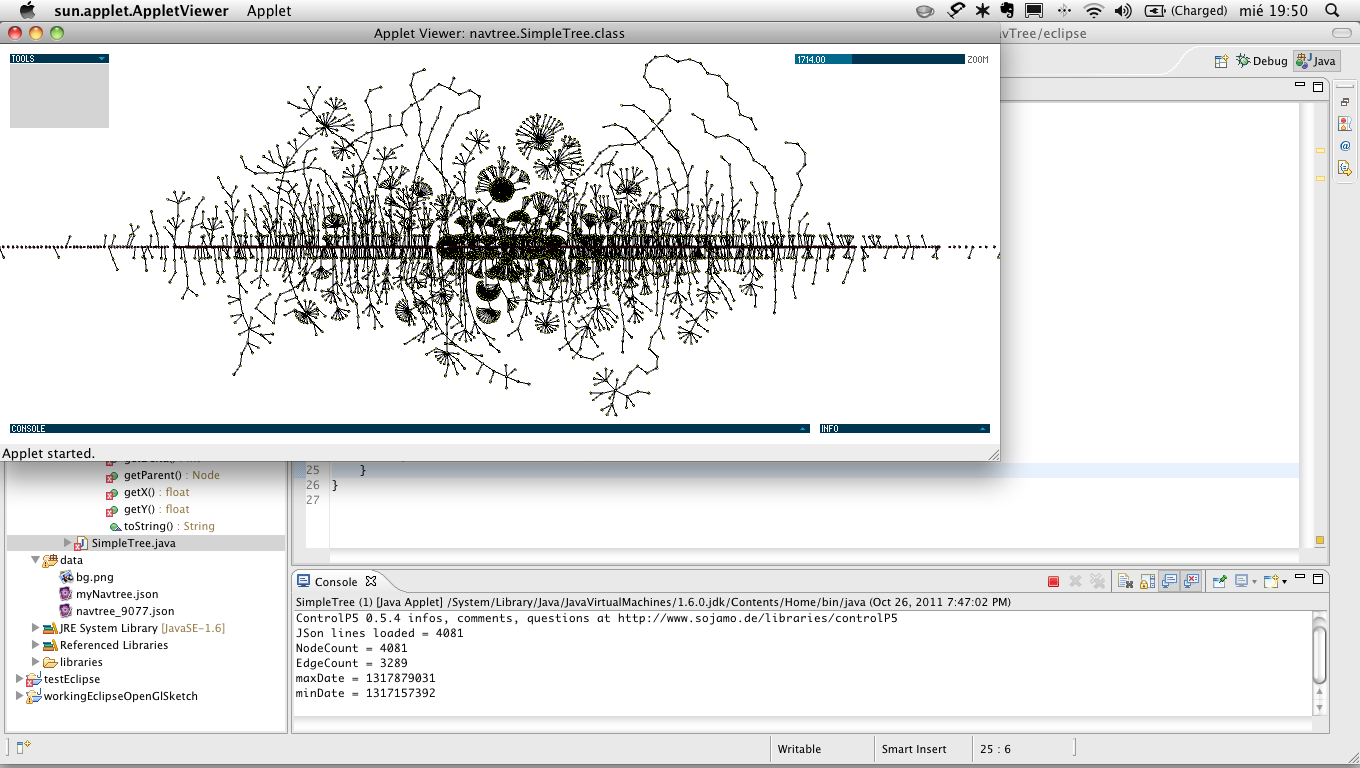 sun.applet.AppletViewer Applet (Charged) mié 19:50
Applet Viewer: navtree.SimpleTree.class
avTree/eclipse
TOOLS
1714.00 ZOOM
Debug Java
CONSOLE
INFO
Applet started.
getParent() : Node
getX() : float
getY() : float
toString() : String
SimpleTree.java
data
bg.png
myNavtree.json
navtree_9077.json
JRE System Library [JavaSE-1.6]
Referenced Libraries
libraries
testEclipse
workingEclipseOpenGlSketch
25 }
26 }
27
Console
SimpleTree (1) [Java Applet] /System/Library/Java/JavaVirtualMachines/1.6.0.jdk/Contents/Home/bin/java (Oct 26, 2011 7:47:02 PM)
ControlP5 0.5.4 infos, comments, questions at http://www.sojamo.de/libraries/controlP5
JSon lines loaded = 4081
NodeCount = 4081
EdgeCount = 3289
maxDate = 1317879031
minDate = 1317157392
Writable
Smart Insert
25 : 6